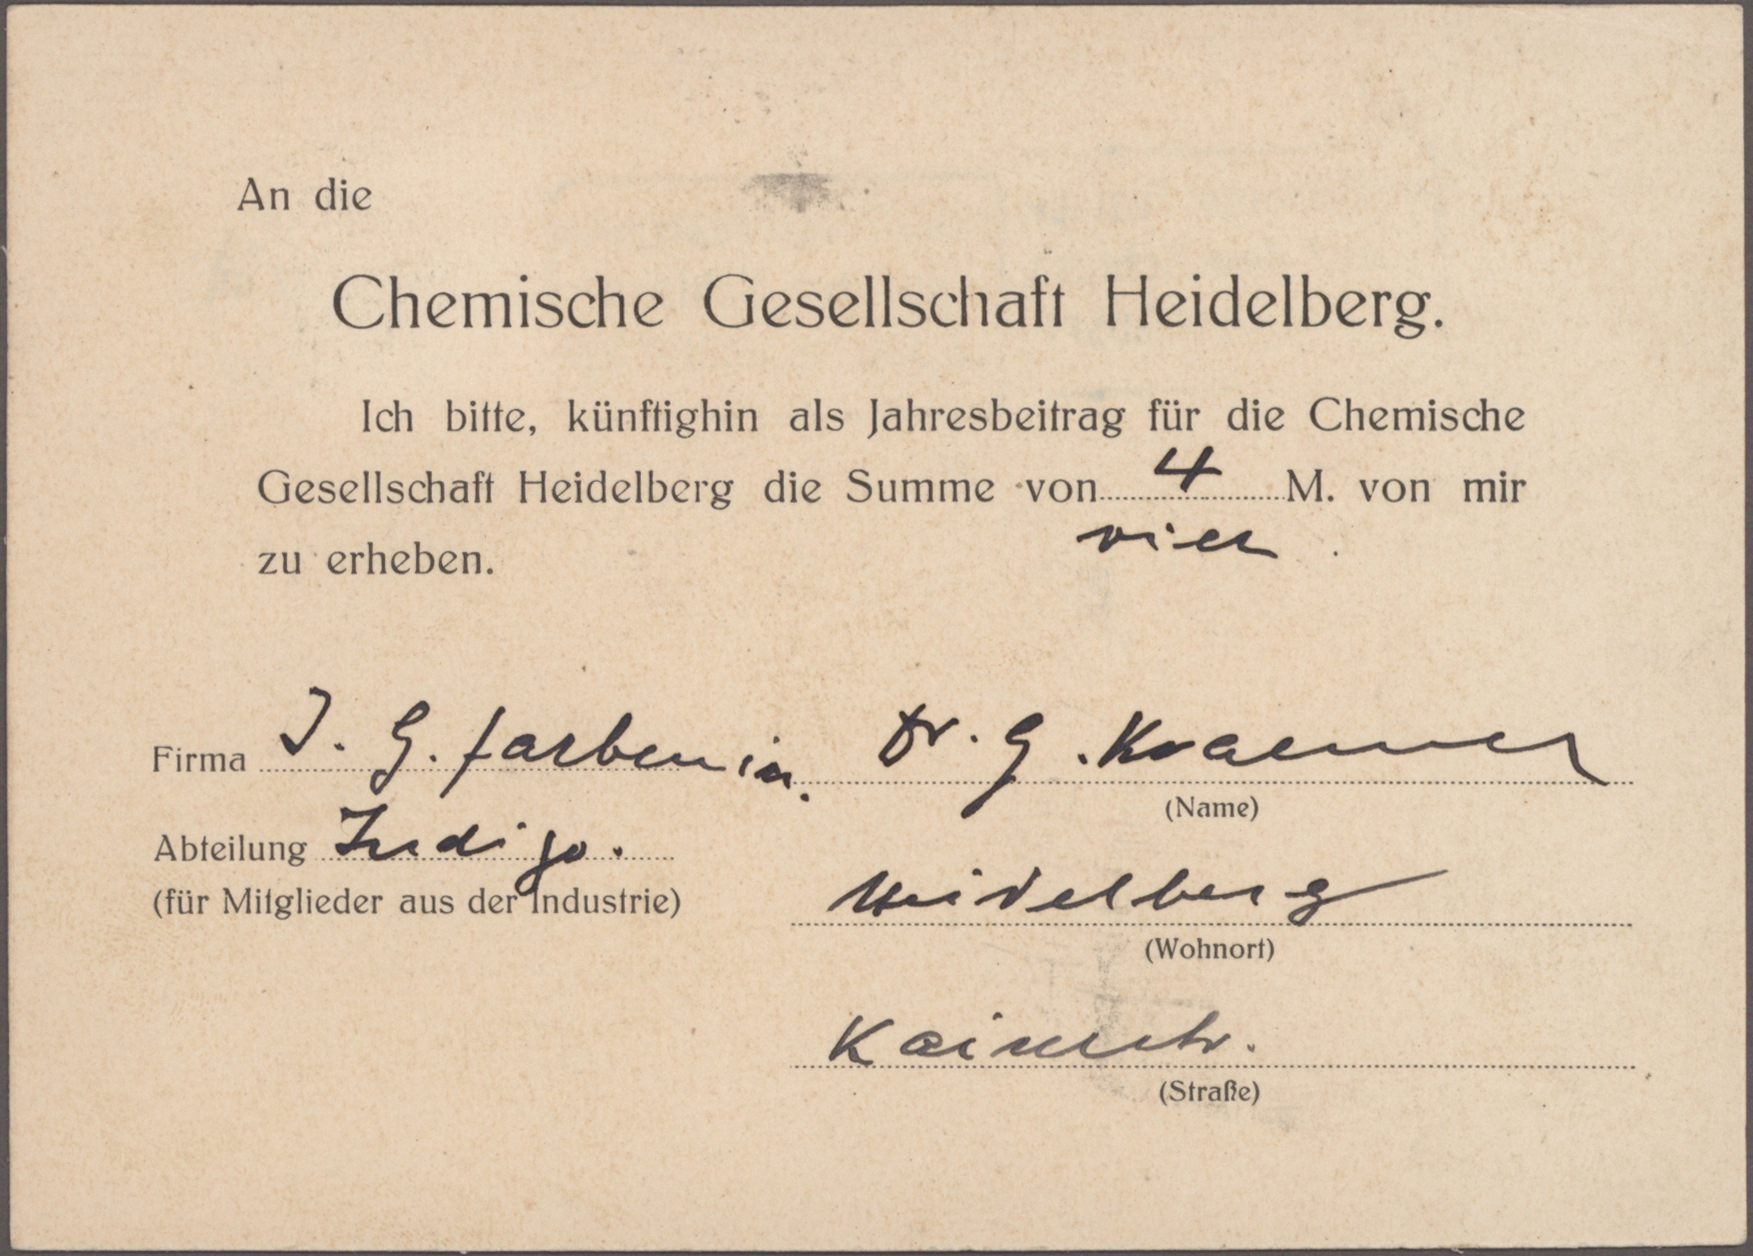 An die
Chemische Gesellschaft Heidelberg.
Ich bitte, künftighin als Jahresbeitrag für die Chemische
Gesellschaft Heidelberg die Summe von 4 M. von mir
vier
zu erheben.
Firma I. G. farbenin. Dr. G. Kraemer
(Name)
Abteilung Indigo.
(für Mitglieder aus der Industrie)
Heidelberg
(Wohnort)
(Straße)